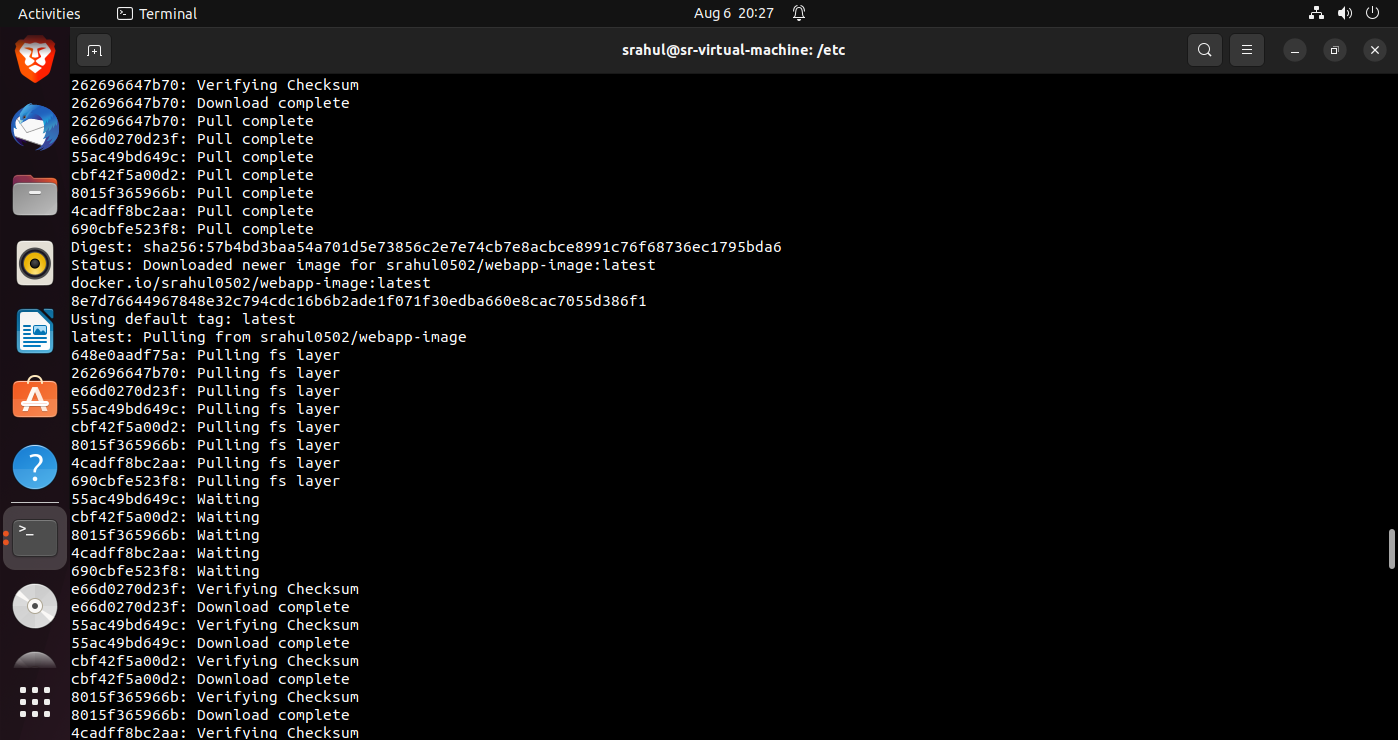 Activities
Terminal
Aug 6 20:27
srahul@sr-virtual-machine: /etc
262696647b70: Verifying Checksum
262696647b70: Download complete
262696647b70: Pull complete
e66d0270d23f: Pull complete
55ac49bd649c: Pull complete
cbf42f5a00d2: Pull complete
8015f365966b: Pull complete
4cadff8bc2aa: Pull complete
690cbfe523f8: Pull complete
Digest: sha256:57b4bd3baa54a701d5e73856c2e7e74cb7e8acbce8991c76f68736ec1795bda6
Status: Downloaded newer image for srahul0502/webapp-image:latest
docker.io/srahul0502/webapp-image:latest
8e7d76644967848e32c794cdc16b6b2ade1f071f30edba660e8cac7055d386f1
Using default tag: latest
latest: Pulling from srahul0502/webapp-image
648e0aadf75a: Pulling fs layer
262696647b70: Pulling fs layer
e66d0270d23f: Pulling fs layer
55ac49bd649c: Pulling fs layer
cbf42f5a00d2: Pulling fs layer
8015f365966b: Pulling fs layer
4cadff8bc2aa: Pulling fs layer
690cbfe523f8: Pulling fs layer
55ac49bd649c: Waiting
cbf42f5a00d2: Waiting
8015f365966b: Waiting
4cadff8bc2aa: Waiting
690cbfe523f8: Waiting
e66d0270d23f: Verifying Checksum
e66d0270d23f: Download complete
55ac49bd649c: Verifying Checksum
55ac49bd649c: Download complete
cbf42f5a00d2: Verifying Checksum
cbf42f5a00d2: Download complete
8015f365966b: Verifying Checksum
8015f365966b: Download complete
4cadff8bc2aa: Verifying Checksum